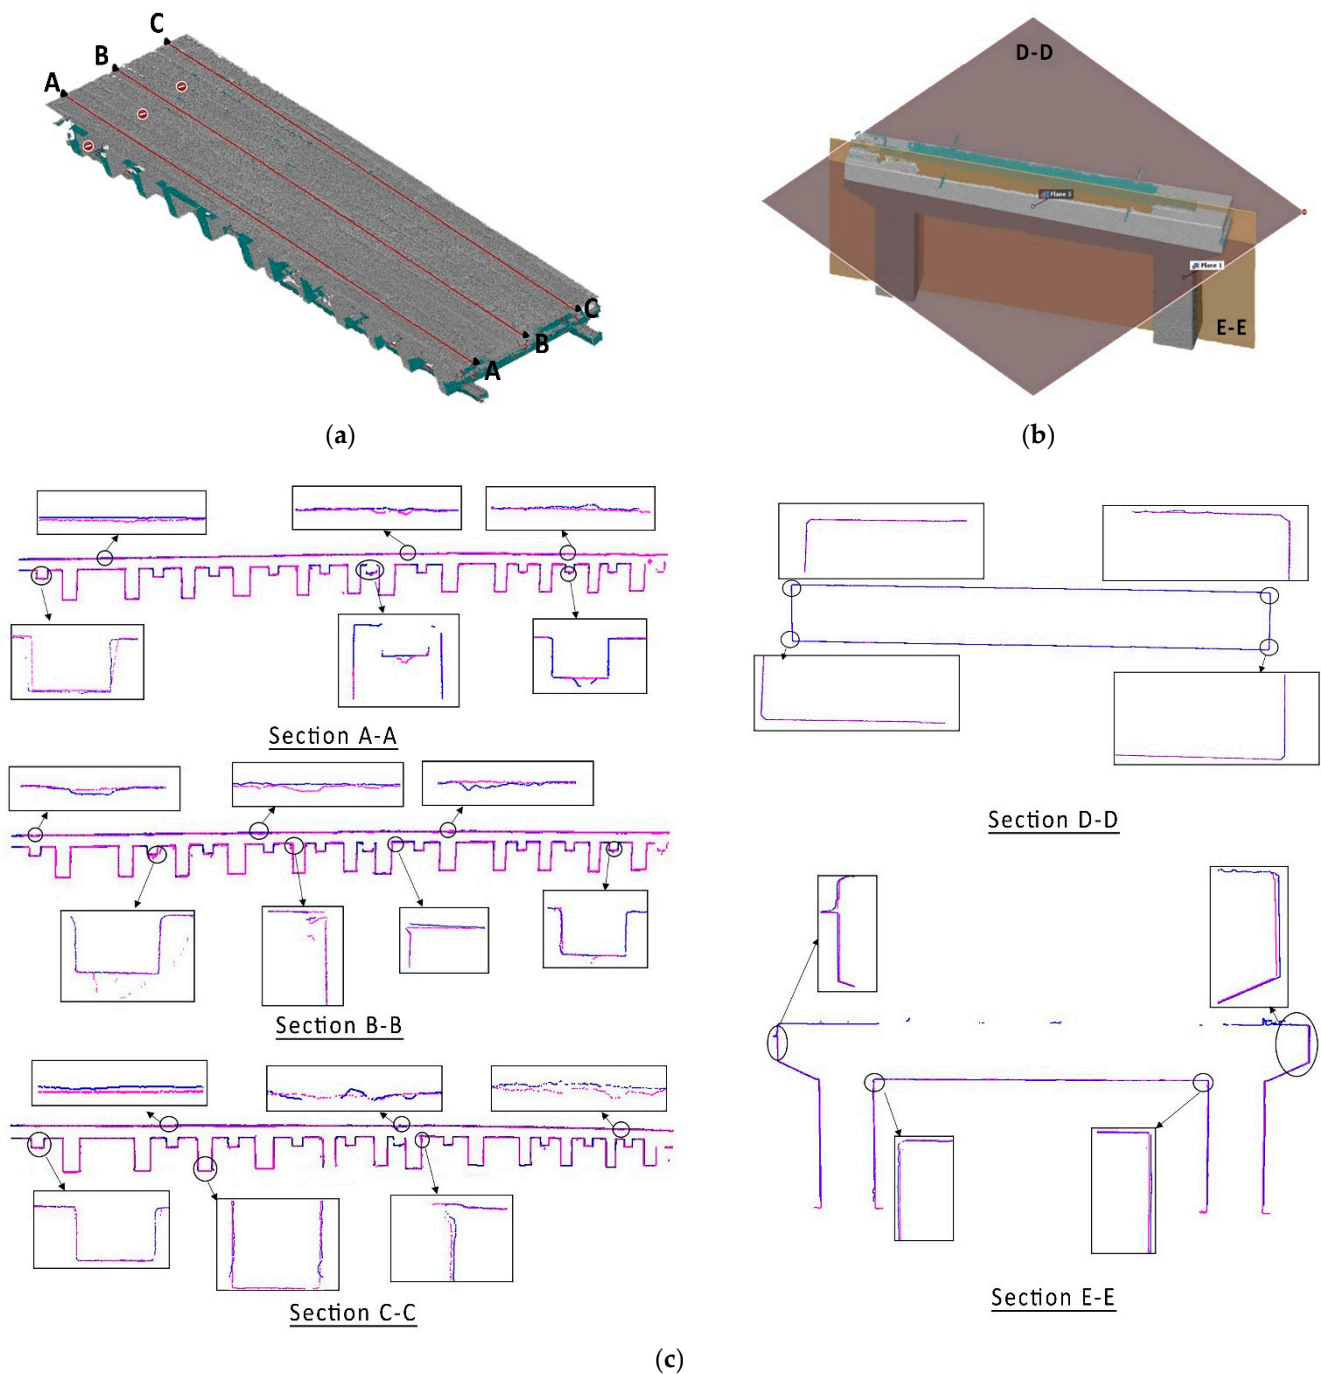 C
B
A
C
B
A
D-D
Plane 3
Plane 1
E-E
(a)
(b)
Section A-A
Section B-B
Section C-C
Section D-D
Section E-E
(c)